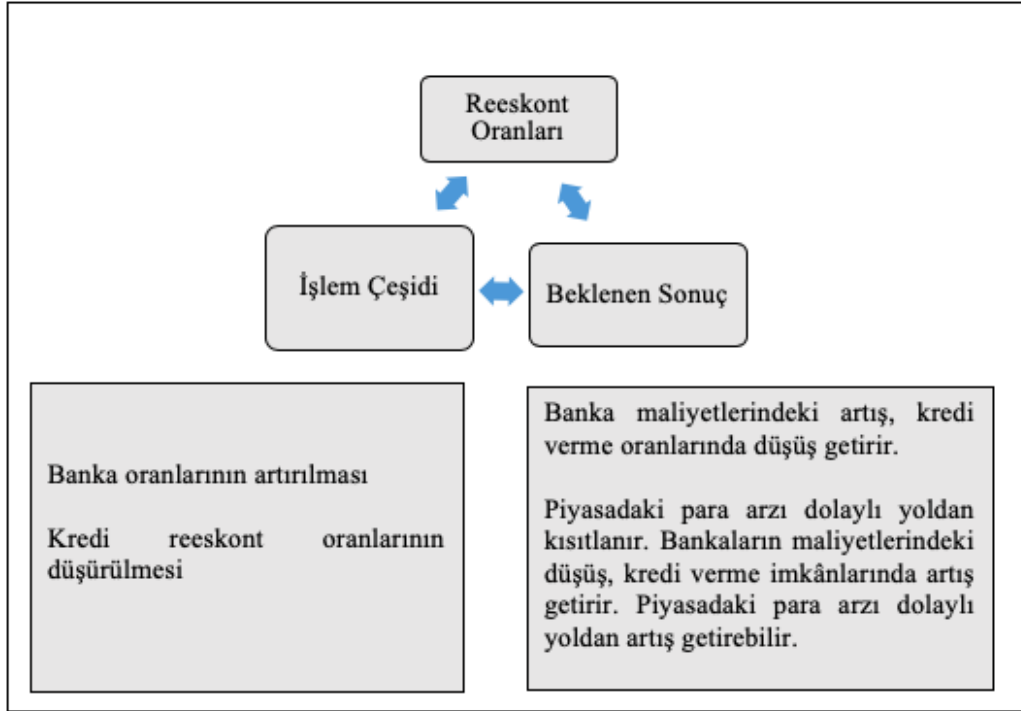 Reeskont
Oranları
İşlem Çeşidi
Beklenen Sonuç
Banka oranlarının artırılması
Kredi reeskont oranlarının
düşürülmesi
Banka maliyetlerindeki artış, kredi
verme oranlarında düşüş getirir.
Piyasadaki para arzı dolaylı yoldan
kısıtlanır. Bankaların maliyetlerindeki
düşüş, kredi verme imkânlarında artış
getirir. Piyasadaki para arzı dolaylı
yoldan artış getirebilir.